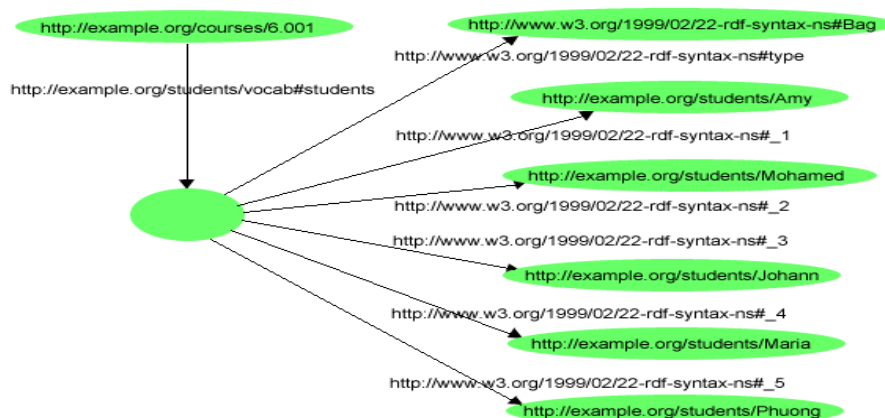 http://example.org/courses/6.001
http://www.w3.org/1999/02/22-rdf-syntax-ns#Bag
http://www.w3.org/1999/02/22-rdf-syntax-ns#type
http://example.org/students/vocab#students
http://example.org/students/Amy
http://www.w3.org/1999/02/22-rdf-syntax-ns#_1
http://example.org/students/Mohamed
http://www.w3.org/1999/02/22-rdf-syntax-ns#_2
http://www.w3.org/1999/02/22-rdf-syntax-ns#_3
http://example.org/students/Johann
http://www.w3.org/1999/02/22-rdf-syntax-ns#_4
http://example.org/students/Maria
http://www.w3.org/1999/02/22-rdf-syntax-ns#_5
http://example.org/students/Phuong